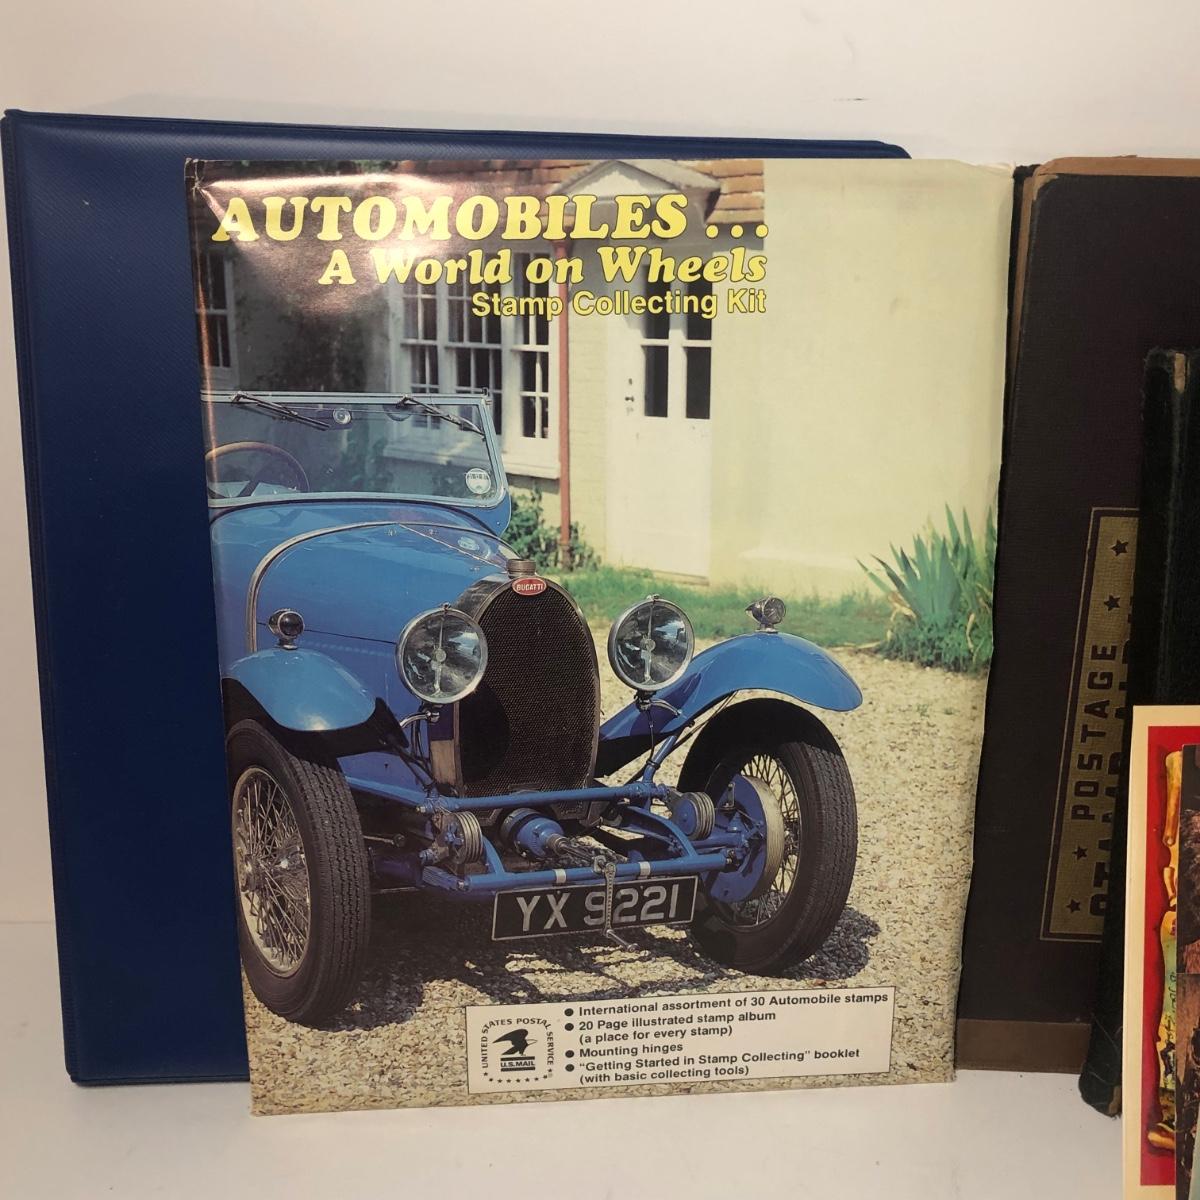 AUTOMOBILES...
A World on Wheels
Stamp Collecting Kit
BUGATTI
YX 9221
UNITED STATES POSTAL SERVICE
U.S.MAIL
● International assortment of 30 Automobile stamps
● 20 Page illustrated stamp album
(a place for every stamp)
● Mounting hinges
● "Getting Started in Stamp Collecting" booklet
(with basic collecting tools)
POSTAGE